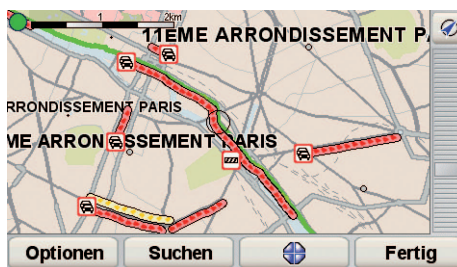 1 2km
11EME ARRONDISSEMENT PA
RRONDISSEMENT PARIS
ME ARRONDISSEMENT PARIS
Optionen Suchen Fertig